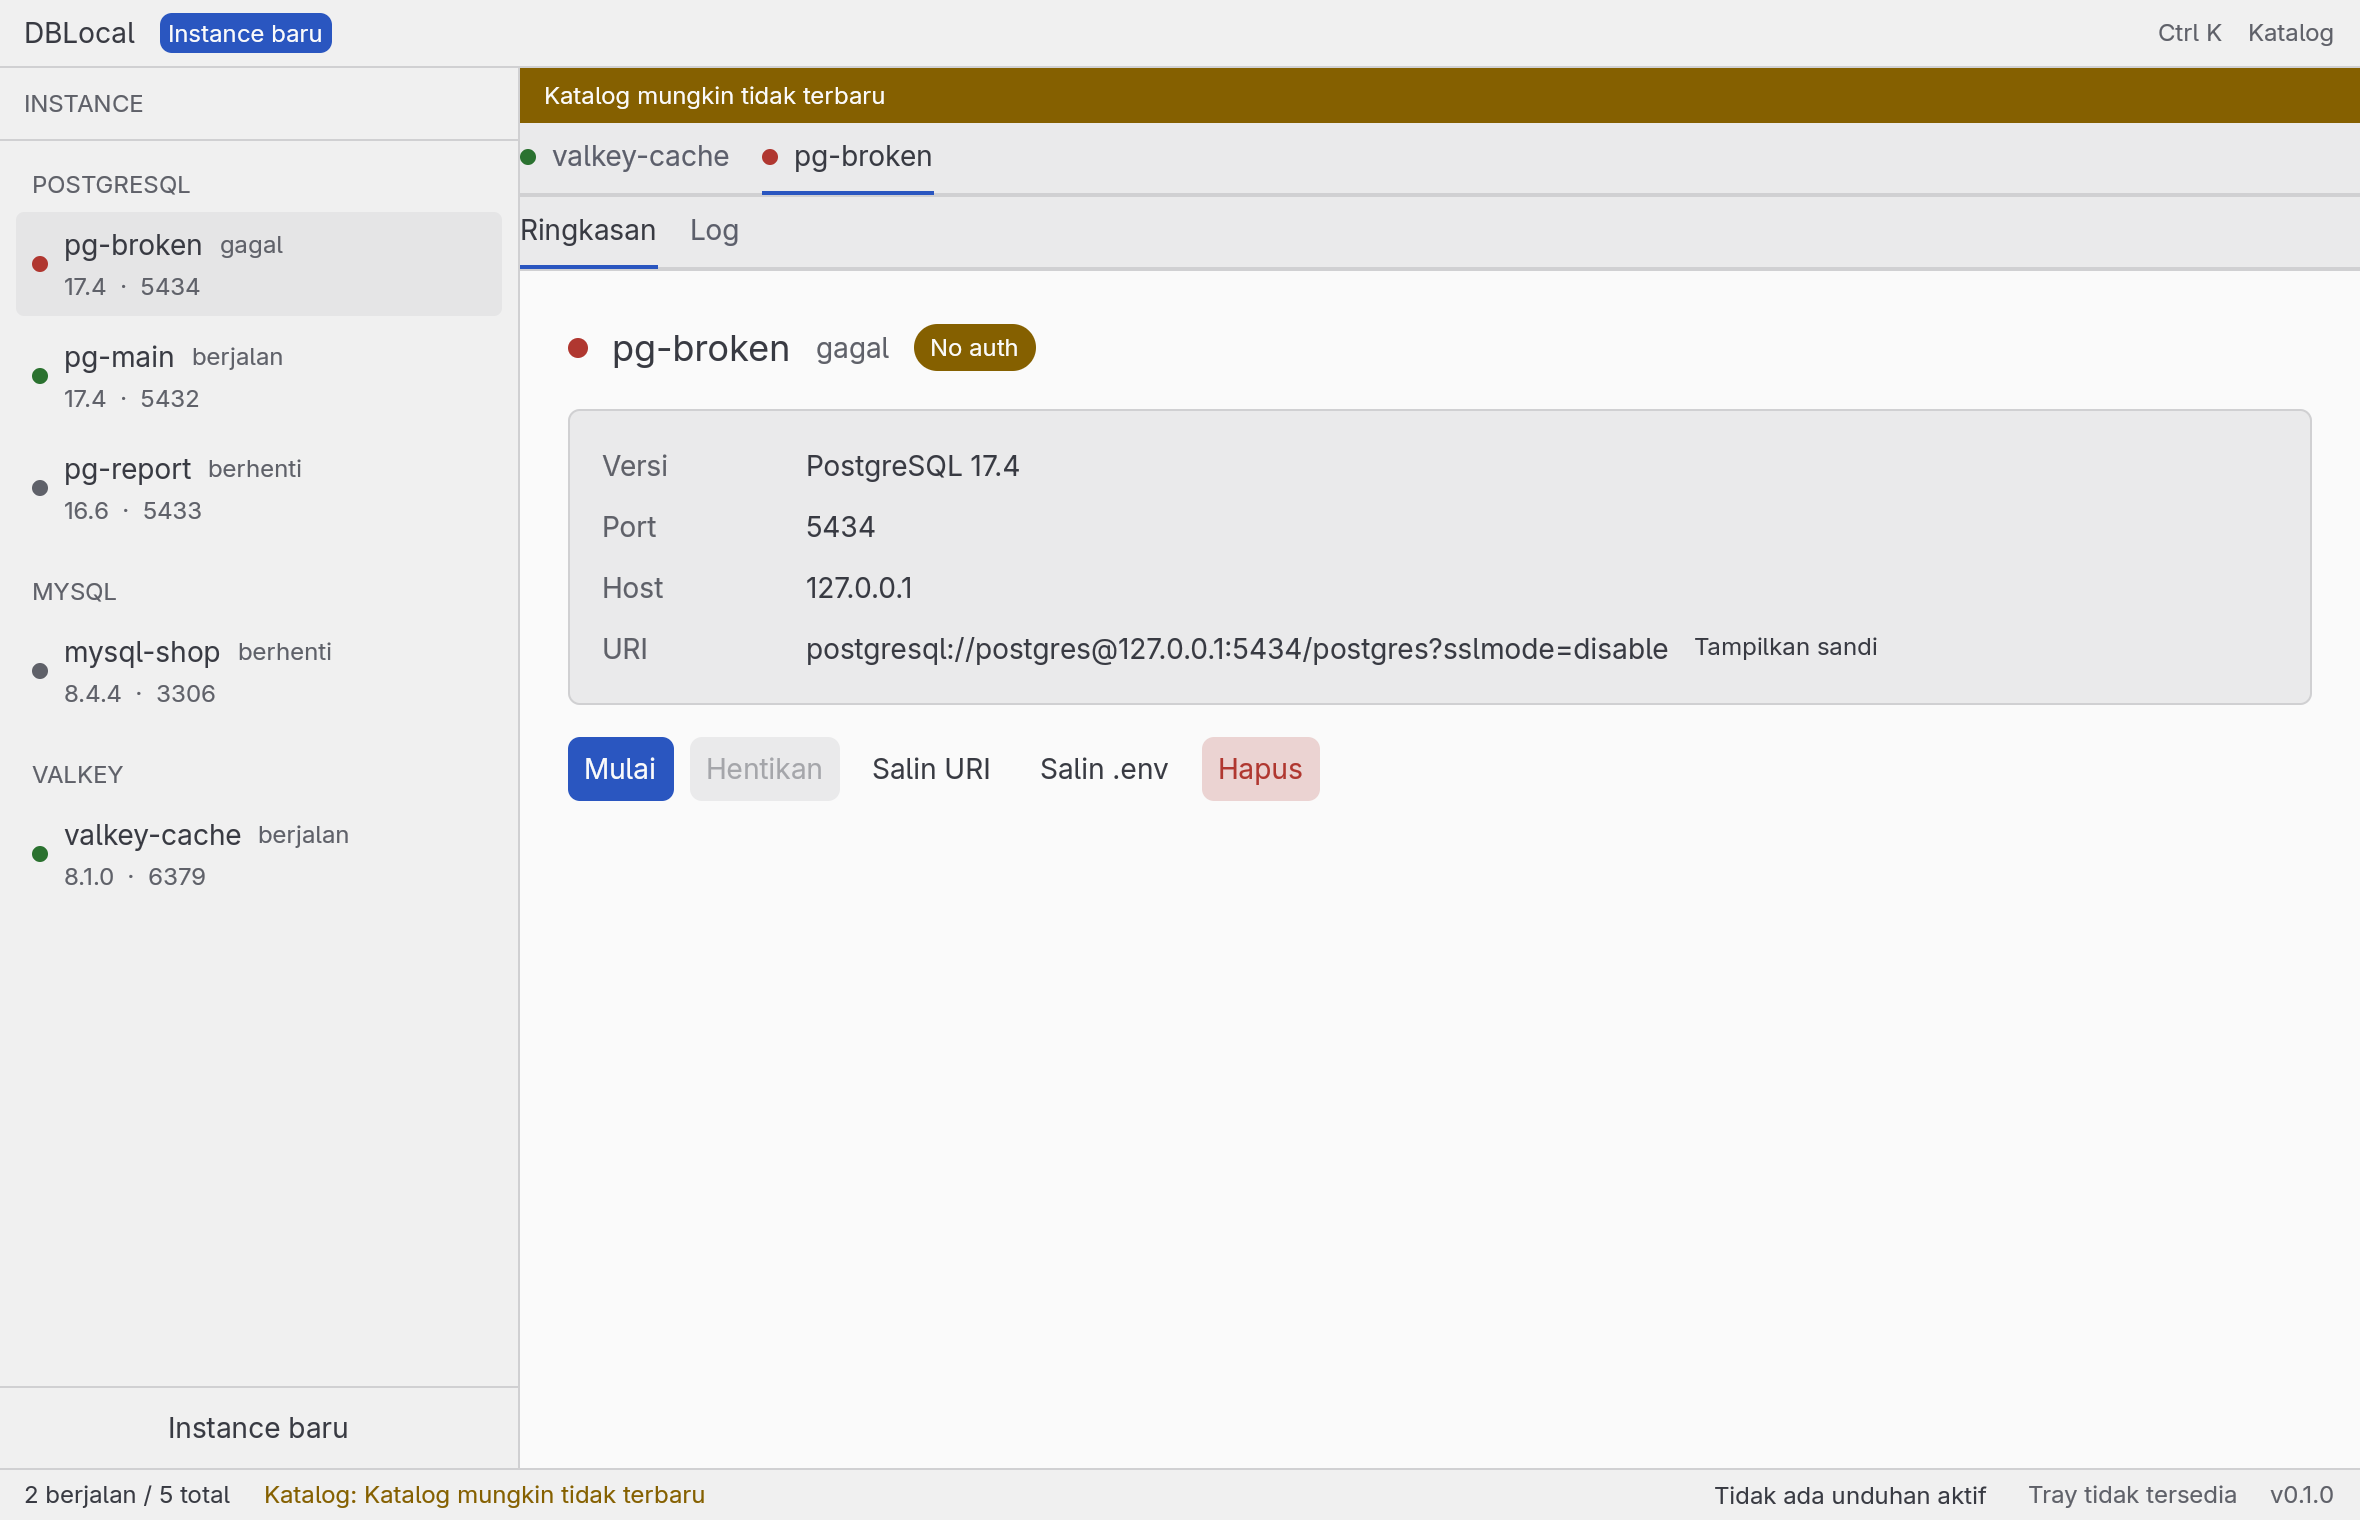 DBLocal Instance baru Ctrl K Katalog
INSTANCE
POSTGRESQL
pg-broken gagal
17.4 · 5434
pg-main berjalan
17.4 · 5432
pg-report berhenti
16.6 · 5433
MYSQL
mysql-shop berhenti
8.4.4 · 3306
VALKEY
valkey-cache berjalan
8.1.0 · 6379
Instance baru
Katalog mungkin tidak terbaru
valkey-cache pg-broken
Ringkasan Log
pg-broken gagal No auth
Versi PostgreSQL 17.4
Port 5434
Host 127.0.0.1
URI postgresql://postgres@127.0.0.1:5434/postgres?sslmode=disable Tampilkan sandi
Mulai Hentikan Salin URI Salin .env Hapus
2 berjalan / 5 total Katalog: Katalog mungkin tidak terbaru Tidak ada unduhan aktif Tray tidak tersedia v0.1.0